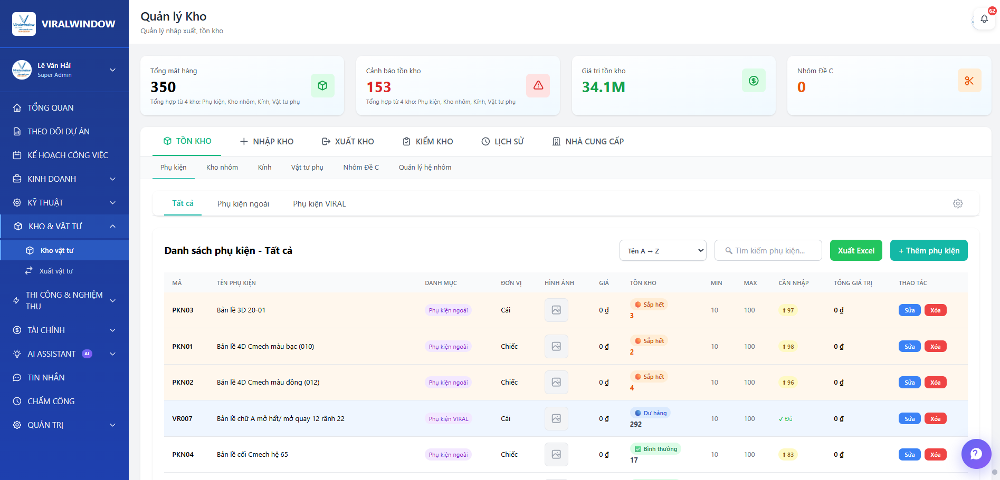 VIRALWINDOW
Lê Văn Hải
Super Admin
TỔNG QUAN
THEO DÕI DỰ ÁN
KẾ HOẠCH CÔNG VIỆC
KINH DOANH
KỸ THUẬT
KHO & VẬT TƯ
Kho vật tư
Xuất vật tư
THI CÔNG & NGHIỆM
THU
TÀI CHÍNH
AI ASSISTANT AI
TIN NHẮN
CHẤM CÔNG
QUẢN TRỊ
Quản lý Kho
Quản lý nhập xuất, tồn kho
62
Tổng mặt hàng
350
Tổng hợp từ 4 kho: Phụ kiện, Kho nhôm, Kính, Vật tư phụ
Cảnh báo tồn kho
153
Tổng hợp từ 4 kho: Phụ kiện, Kho nhôm, Kính, Vật tư phụ
Giá trị tồn kho
34.1M
Nhôm Đề C
0
TỒN KHO NHẬP KHO XUẤT KHO KIỂM KHO LỊCH SỬ NHÀ CUNG CẤP
Phụ kiện Kho nhôm Kính Vật tư phụ Nhôm Đề C Quản lý hệ nhôm
Tất cả Phụ kiện ngoài Phụ kiện VIRAL
Danh sách phụ kiện - Tất cả
Tên A → Z
Tìm kiếm phụ kiện...
Xuất Excel
+ Thêm phụ kiện
MÃ TÊN PHỤ KIỆN DANH MỤC ĐƠN VỊ HÌNH ẢNH GIÁ TỒN KHO MIN MAX CẦN NHẬP TỔNG GIÁ TRỊ THAO TÁC
PKN03 Bản lề 3D 20-01 Phụ kiện ngoài Cái 0 ₫ Sắp hết 3 10 100 ⬆ 97 0 ₫ Sửa Xóa
PKN01 Bản lề 4D Cmech màu bạc (010) Phụ kiện ngoài Chiếc 0 ₫ Sắp hết 2 10 100 ⬆ 98 0 ₫ Sửa Xóa
PKN02 Bản lề 4D Cmech màu đồng (012) Phụ kiện ngoài Chiếc 0 ₫ Sắp hết 4 10 100 ⬆ 96 0 ₫ Sửa Xóa
VR007 Bản lề chữ A mở hất/ mở quay 12 rãnh 22 Phụ kiện VIRAL Cái 0 ₫ Dư hàng 292 10 100 ✓ Đủ 0 ₫ Sửa Xóa
PKN04 Bản lề cối Cmech hệ 65 Phụ kiện ngoài Chiếc 0 ₫ Bình thường 17 10 100 ⬆ 83 0 ₫ Sửa Xóa